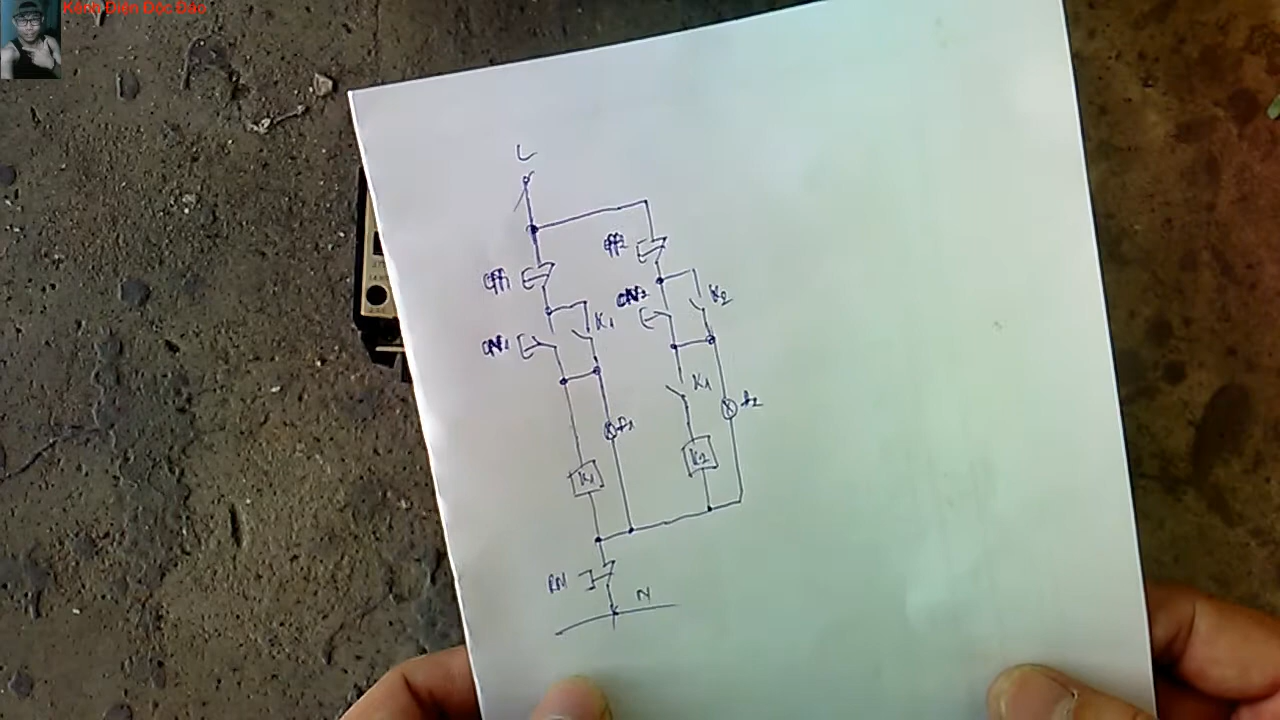 Kênh Điện Độc Đáo
L
OFF2
OFF1
ON2
K2
K1
ON1
K1
Đ2
Đ1
K2
K1
RN
N